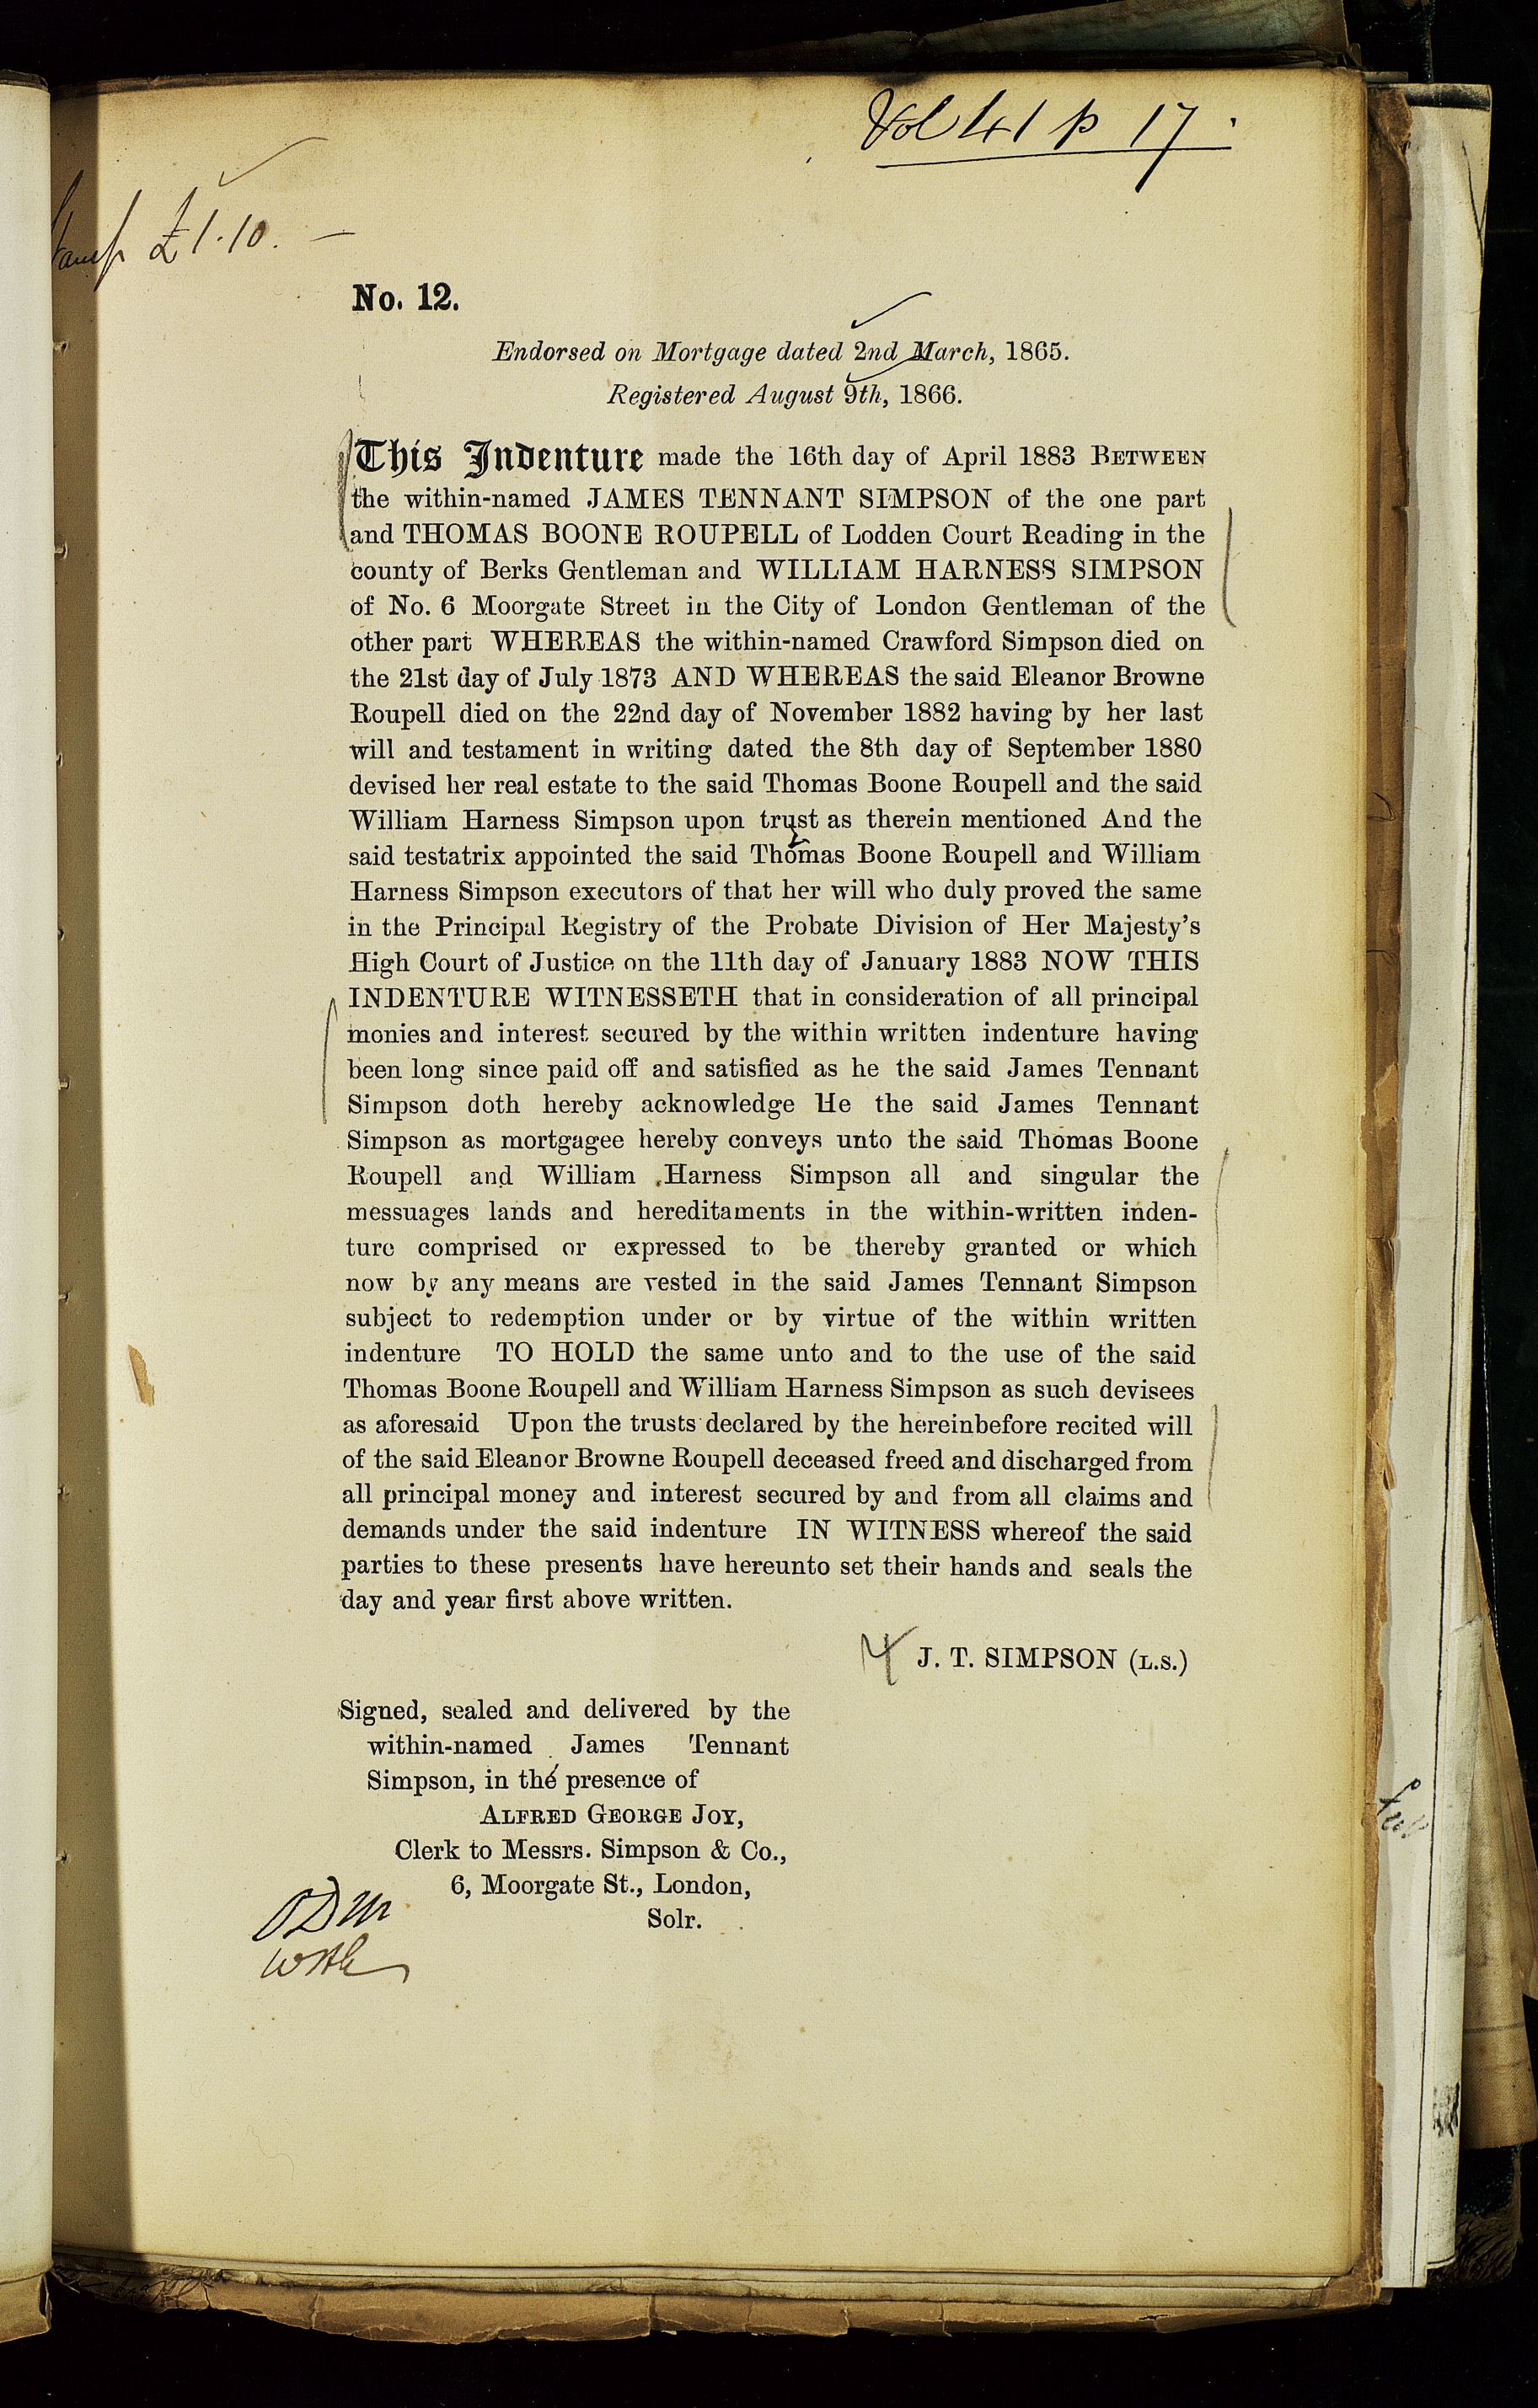 Vol 41 p 17.
Stamp £1.10. —
No. 12.
Endorsed on Mortgage dated 2nd March, 1865.
Registered August 9th, 1866.
This Indenture made the 16th day of April 1883 BETWEEN
the within-named JAMES TENNANT SIMPSON of the one part
and THOMAS BOONE ROUPELL of Lodden Court Reading in the
county of Berks Gentleman and WILLIAM HARNESS SIMPSON
of No. 6 Moorgate Street in the City of London Gentleman of the
other part WHEREAS the within-named Crawford Simpson died on
the 21st day of July 1873 AND WHEREAS the said Eleanor Browne
Roupell died on the 22nd day of November 1882 having by her last
will and testament in writing dated the 8th day of September 1880
devised her real estate to the said Thomas Boone Roupell and the said
William Harness Simpson upon trust as therein mentioned And the
said testatrix appointed the said Thomas Boone Roupell and William
Harness Simpson executors of that her will who duly proved the same
in the Principal Registry of the Probate Division of Her Majesty's
High Court of Justice on the 11th day of January 1883 NOW THIS
INDENTURE WITNESSETH that in consideration of all principal
monies and interest secured by the within written indenture having
been long since paid off and satisfied as he the said James Tennant
Simpson doth hereby acknowledge He the said James Tennant
Simpson as mortgagee hereby conveys unto the said Thomas Boone
Roupell and William Harness Simpson all and singular the
messuages lands and hereditaments in the within-written inden-
ture comprised or expressed to be thereby granted or which
now by any means are vested in the said James Tennant Simpson
subject to redemption under or by virtue of the within written
indenture TO HOLD the same unto and to the use of the said
Thomas Boone Roupell and William Harness Simpson as such devisees
as aforesaid Upon the trusts declared by the hereinbefore recited will
of the said Eleanor Browne Roupell deceased freed and discharged from
all principal money and interest secured by and from all claims and
demands under the said indenture IN WITNESS whereof the said
parties to these presents have hereunto set their hands and seals the
day and year first above written.
J. T. SIMPSON (L.S.)
Signed, sealed and delivered by the
within-named James Tennant
Simpson, in the presence of
ALFRED GEORGE JOY,
Clerk to Messrs. Simpson & Co.,
6, Moorgate St., London,
Solr.